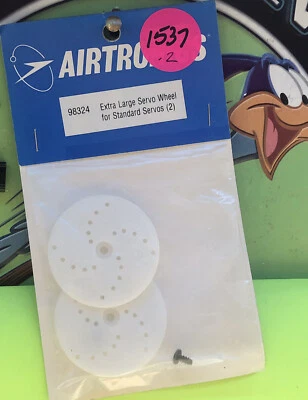 1537
.2
AIRTRONICS
98324 Extra Large Servo Wheel
for Standard Servos (2)